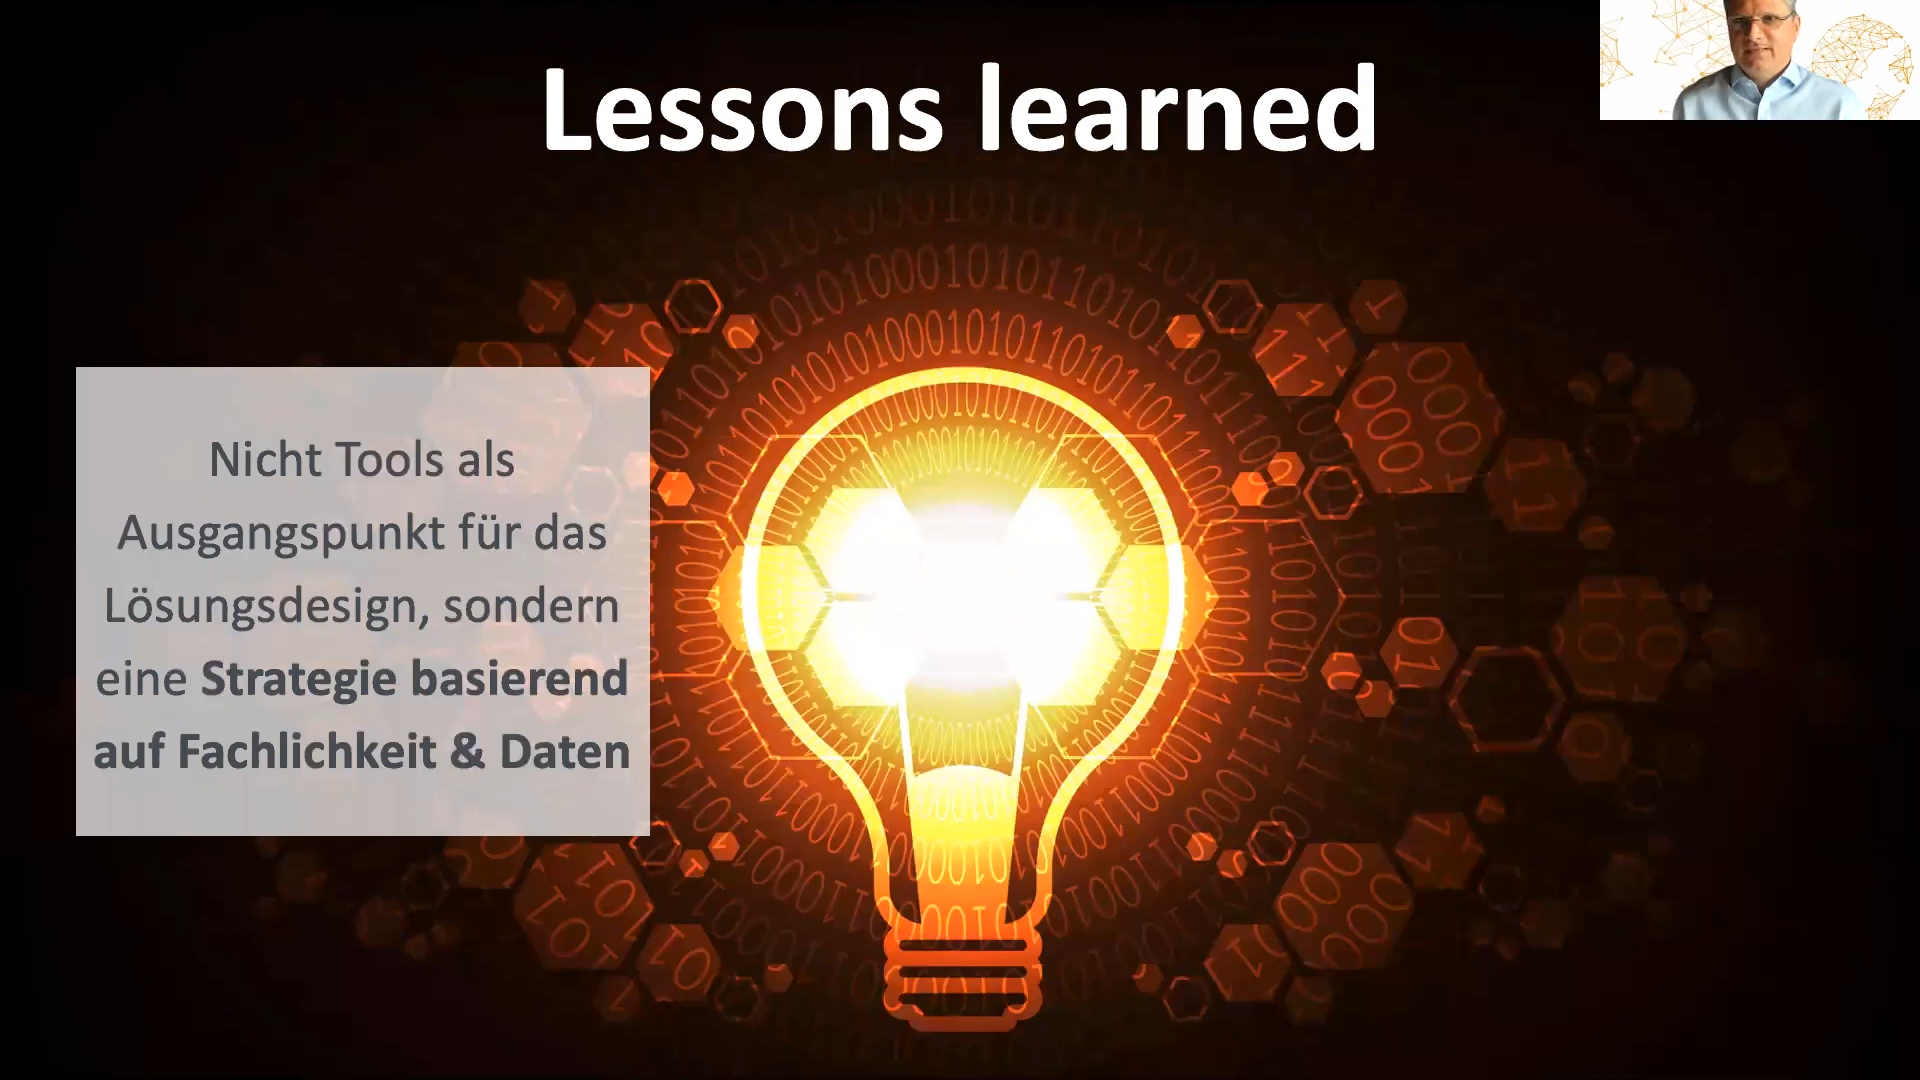 Lessons learned
Nicht Tools als
Ausgangspunkt für das
Lösungsdesign, sondern
eine Strategie basierend
auf Fachlichkeit & Daten